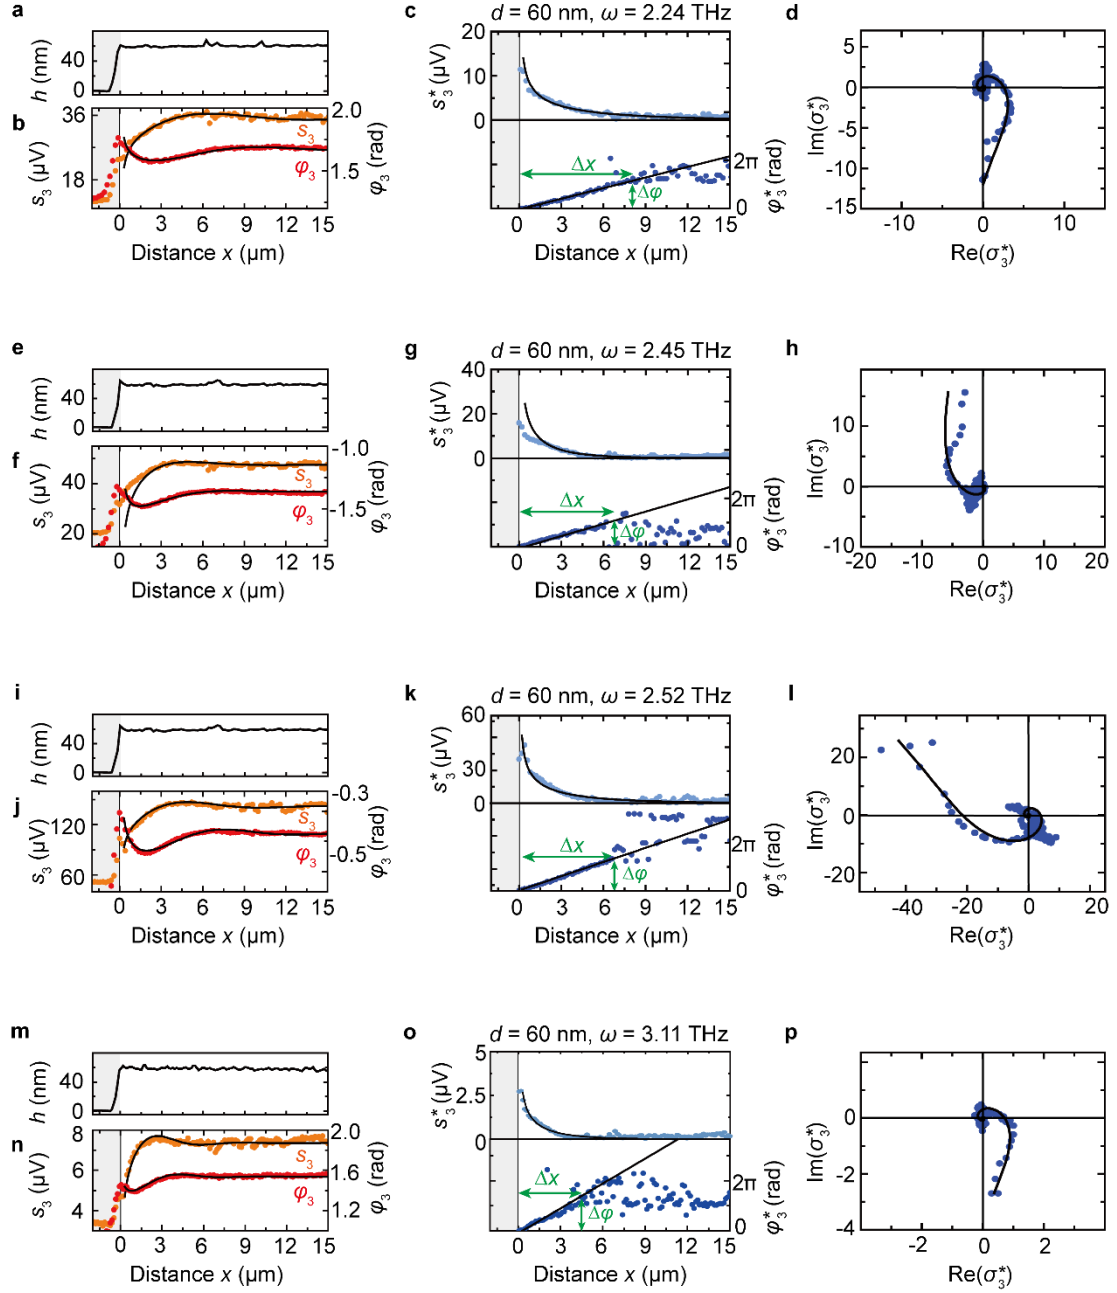 a
h (nm)
60
0
b
s₃ (µV)
36
18
s₃
φ₃
2.0
1.5
φ₃ (rad)
0 3 6 9 12 15
Distance x (µm)
c
d = 60 nm, ω = 2.24 THz
s₃* (µV)
20
10
0
Δx
Δφ
2π
0
φ₃* (rad)
0 3 6 9 12 15
Distance x (µm)
d
Im(σ₃*)
5
0
-5
-10
-15
-10 0 10
Re(σ₃*)
e
h (nm)
60
0
f
s₃ (µV)
40
20
s₃
φ₃
-1.0
-1.5
φ₃ (rad)
0 3 6 9 12 15
Distance x (µm)
g
d = 60 nm, ω = 2.45 THz
s₃* (µV)
40
20
0
Δx
Δφ
2π
0
φ₃* (rad)
0 3 6 9 12 15
Distance x (µm)
h
Im(σ₃*)
10
0
-10
-20 -10 0 10 20
Re(σ₃*)
i
h (nm)
60
0
j
s₃ (µV)
120
60
s₃
φ₃
-0.3
-0.5
φ₃ (rad)
0 3 6 9 12 15
Distance x (µm)
k
d = 60 nm, ω = 2.52 THz
s₃* (µV)
60
30
0
Δx
Δφ
2π
0
φ₃* (rad)
0 3 6 9 12 15
Distance x (µm)
l
Im(σ₃*)
20
0
-20
-40 -20 0 20
Re(σ₃*)
m
h (nm)
60
0
n
s₃ (µV)
8
6
4
s₃
φ₃
2.0
1.6
1.2
φ₃ (rad)
0 3 6 9 12 15
Distance x (µm)
o
d = 60 nm, ω = 3.11 THz
s₃* (µV)
5
2.5
0
Δx
Δφ
2π
0
φ₃* (rad)
0 3 6 9 12 15
Distance x (µm)
p
Im(σ₃*)
0
-2
-4
-2 0 2
Re(σ₃*)